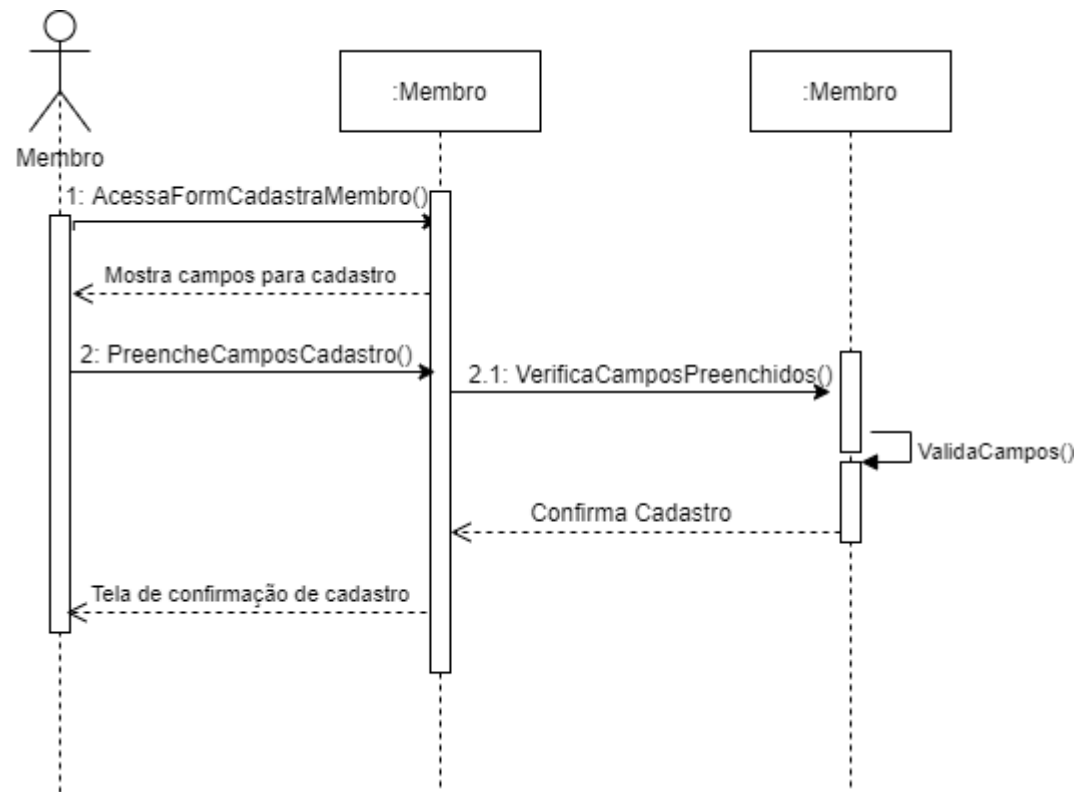 :Membro
:Membro
Membro
1: AcessaFormCadastraMembro()
Mostra campos para cadastro
2: PreencheCamposCadastro()
2.1: VerificaCamposPreenchidos()
ValidaCampos()
Confirma Cadastro
Tela de confirmação de cadastro